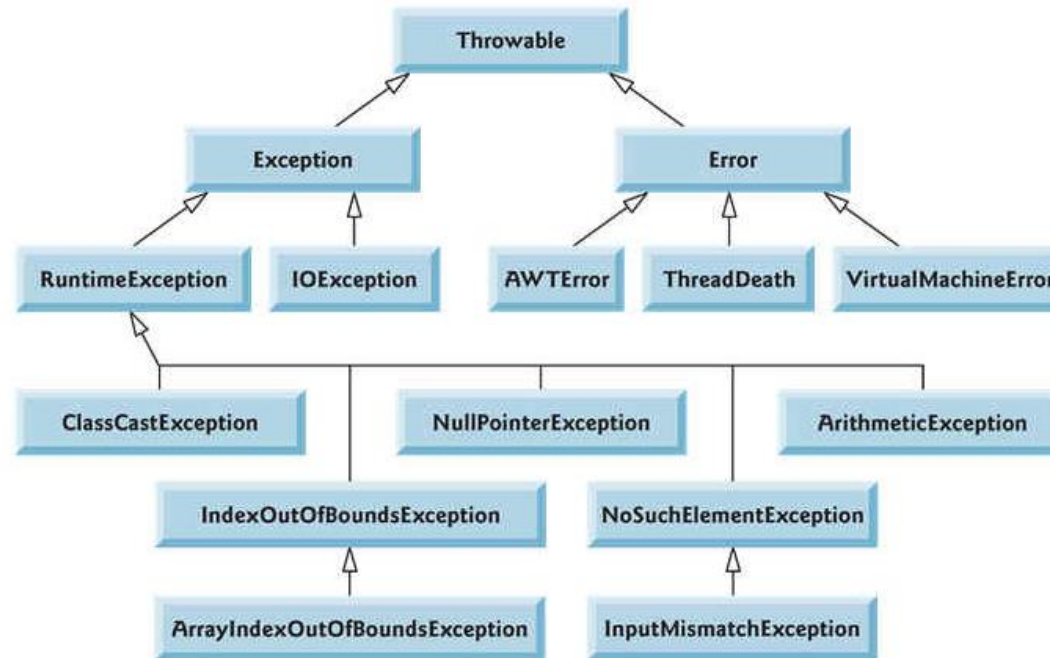 Throwable
Exception
Error
RuntimeException
IOException
AWTError
ThreadDeath
VirtualMachineError
ClassCastException
NullPointerException
ArithmeticException
IndexOutOfBoundsException
NoSuchElementException
ArrayIndexOutOfBoundsException
InputMismatchException